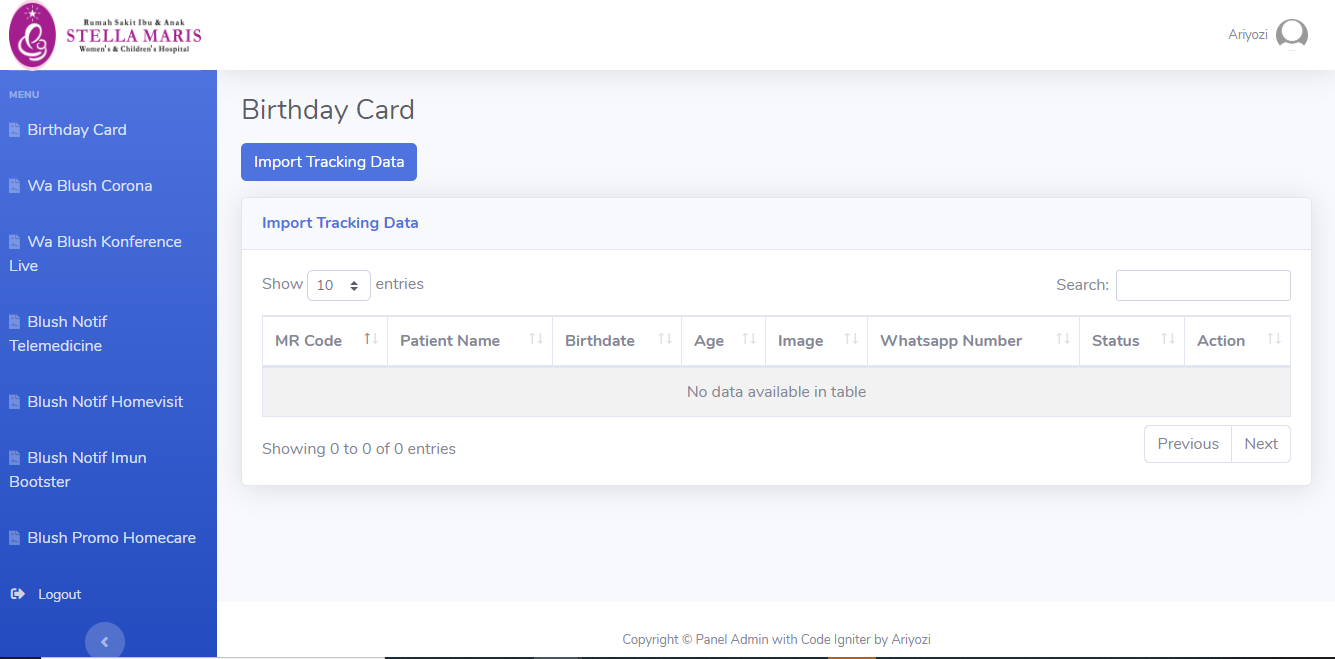 Rumah Sakit Ibu & Anak
STELLA MARIS
Women's & Children's Hospital
Ariyozi
MENU
Birthday Card
Wa Blush Corona
Wa Blush Konference
Live
Blush Notif
Telemedicine
Blush Notif Homevisit
Blush Notif Imun
Bootster
Blush Promo Homecare
Logout
Birthday Card
Import Tracking Data
Import Tracking Data
Show 10 entries
Search:
MR Code Patient Name Birthdate Age Image Whatsapp Number Status Action
No data available in table
Showing 0 to 0 of 0 entries
Previous Next
Copyright © Panel Admin with Code Igniter by Ariyozi